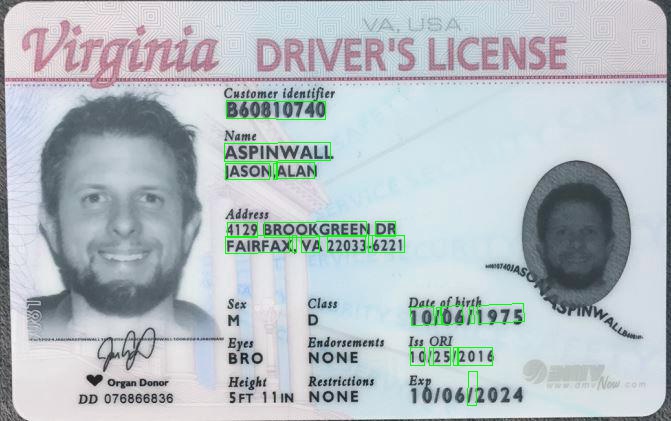 VA, USA
Virginia DRIVER'S LICENSE
Customer identifier
B60810740
Name
ASPINWALL
JASON,ALAN
Address
4129 BROOKGREEN DR
FAIRFAX, VA 22033-6221
Sex
M
Class
D
Date of birth
10/06/1975
Eyes
BRO
Endorsements
NONE
Iss ORI
10/25/2016
Organ Donor
DD 076866836
Height
5FT 11IN
Restrictions
NONE
Exp
10/06/2024
JASON ASPINWALL
dmv Now.com